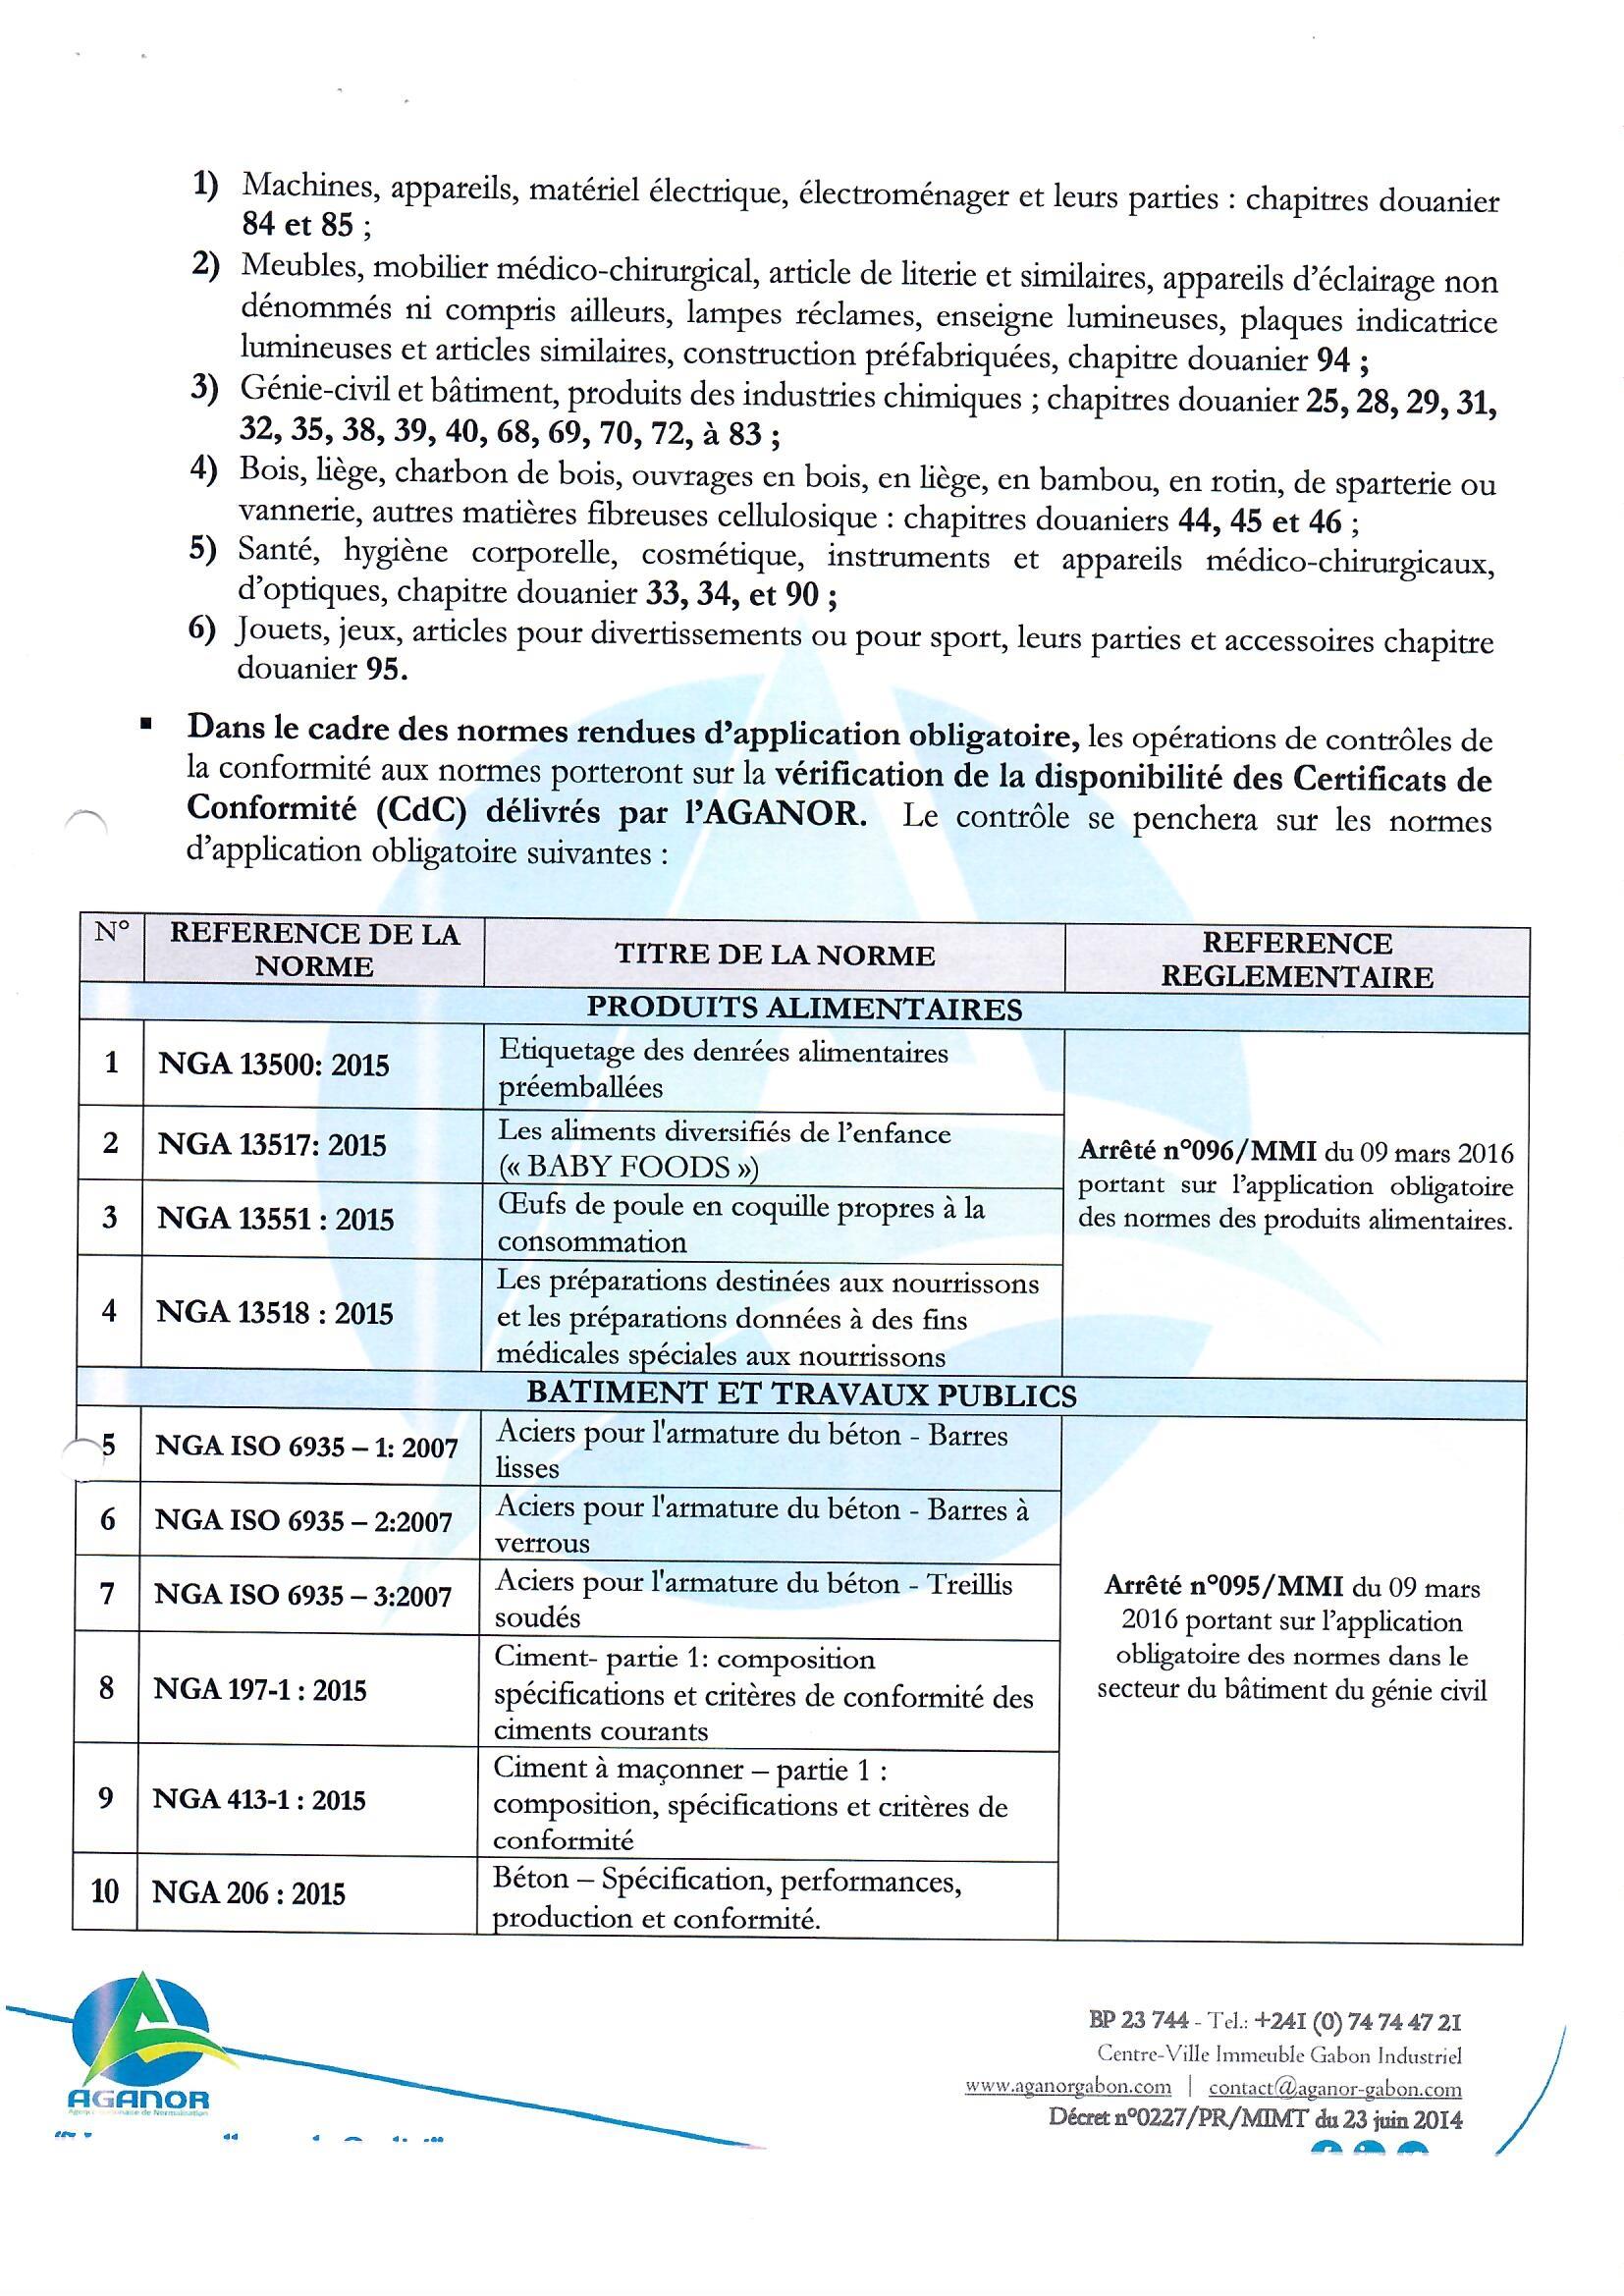 1) Machines, appareils, matériel électrique, électroménager et leurs parties : chapitres douanier
84 et 85 ;
2) Meubles, mobilier médico-chirurgical, article de literie et similaires, appareils d'éclairage non
dénommés ni compris ailleurs, lampes réclames, enseigne lumineuses, plaques indicatrice
lumineuses et articles similaires, construction préfabriquées, chapitre douanier 94 ;
3) Génie-civil et bâtiment, produits des industries chimiques ; chapitres douanier 25, 28, 29, 31,
32, 35, 38, 39, 40, 68, 69, 70, 72, à 83 ;
4) Bois, liège, charbon de bois, ouvrages en bois, en liège, en bambou, en rotin, de sparterie ou
vannerie, autres matières fibreuses cellulosique : chapitres douaniers 44, 45 et 46 ;
5) Santé, hygiène corporelle, cosmétique, instruments et appareils médico-chirurgicaux,
d'optiques, chapitre douanier 33, 34, et 90 ;
6) Jouets, jeux, articles pour divertissements ou pour sport, leurs parties et accessoires chapitre
douanier 95.
▪ Dans le cadre des normes rendues d'application obligatoire, les opérations de contrôles de
la conformité aux normes porteront sur la vérification de la disponibilité des Certificats de
Conformité (CdC) délivrés par l'AGANOR. Le contrôle se penchera sur les normes
d'application obligatoire suivantes :
N°
REFERENCE DE LA
NORME
TITRE DE LA NORME
REFERENCE
REGLEMENTAIRE
PRODUITS ALIMENTAIRES
1
NGA 13500: 2015
Etiquetage des denrées alimentaires
préemballées
2
NGA 13517: 2015
Les aliments diversifiés de l'enfance
(« BABY FOODS »)
3
NGA 13551 : 2015
Œufs de poule en coquille propres à la
consommation
4
NGA 13518 : 2015
Les préparations destinées aux nourrissons
et les préparations données à des fins
médicales spéciales aux nourrissons
Arrêté n°096/MMI du 09 mars 2016
portant sur l'application obligatoire
des normes des produits alimentaires.
BATIMENT ET TRAVAUX PUBLICS
5
NGA ISO 6935 – 1: 2007
Aciers pour l'armature du béton - Barres
lisses
6
NGA ISO 6935 – 2:2007
Aciers pour l'armature du béton - Barres à
verrous
7
NGA ISO 6935 – 3:2007
Aciers pour l'armature du béton - Treillis
soudés
8
NGA 197-1 : 2015
Ciment- partie 1: composition
spécifications et critères de conformité des
ciments courants
9
NGA 413-1 : 2015
Ciment à maçonner – partie 1 :
composition, spécifications et critères de
conformité
10
NGA 206 : 2015
Béton – Spécification, performances,
production et conformité.
Arrêté n°095/MMI du 09 mars
2016 portant sur l'application
obligatoire des normes dans le
secteur du bâtiment du génie civil
AGANOR
BP 23 744 - Tel.: +241 (0) 74 74 47 21
Centre-Ville Immeuble Gabon Industriel
www.aganorgabon.com | contact@aganor-gabon.com
Décret n°0227/PR/MIMT du 23 juin 2014